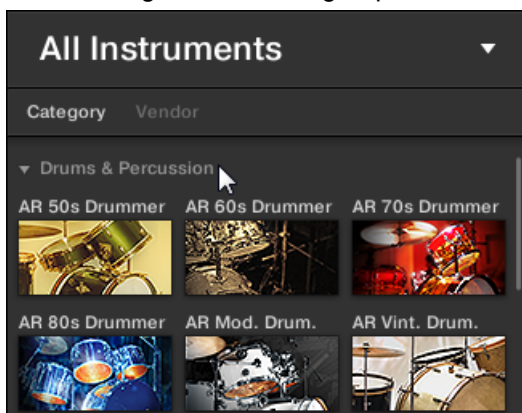 All Instruments
Category Vendor
Drums & Percussion
AR 50s Drummer AR 60s Drummer AR 70s Drummer
AR 80s Drummer AR Mod. Drum. AR Vint. Drum.